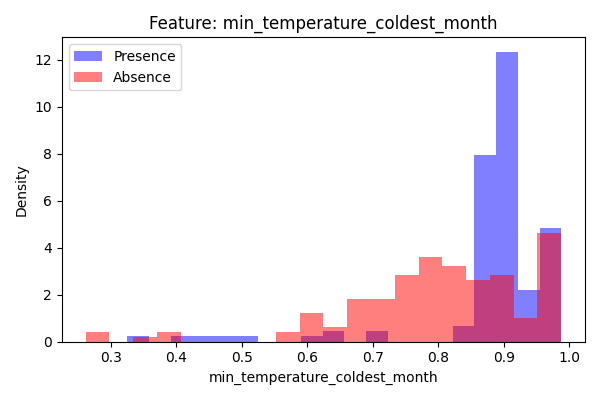 Feature: min_temperature_coldest_month
Presence
Absence
Density
12
10
8
6
4
2
0
0.3 0.4 0.5 0.6 0.7 0.8 0.9 1.0
min_temperature_coldest_month